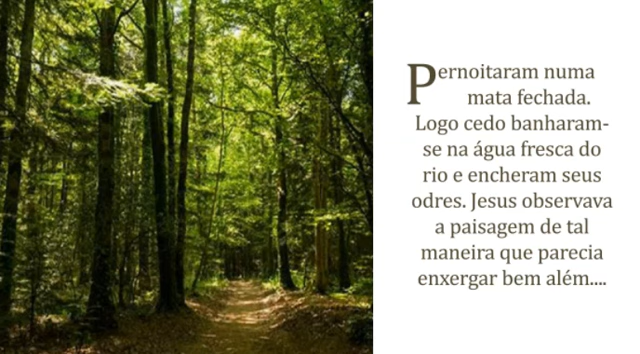 Pernoitaram numa
mata fechada.
Logo cedo banharam-
se na água fresca do
rio e encheram seus
odres. Jesus observava
a paisagem de tal
maneira que parecia
enxergar bem além....